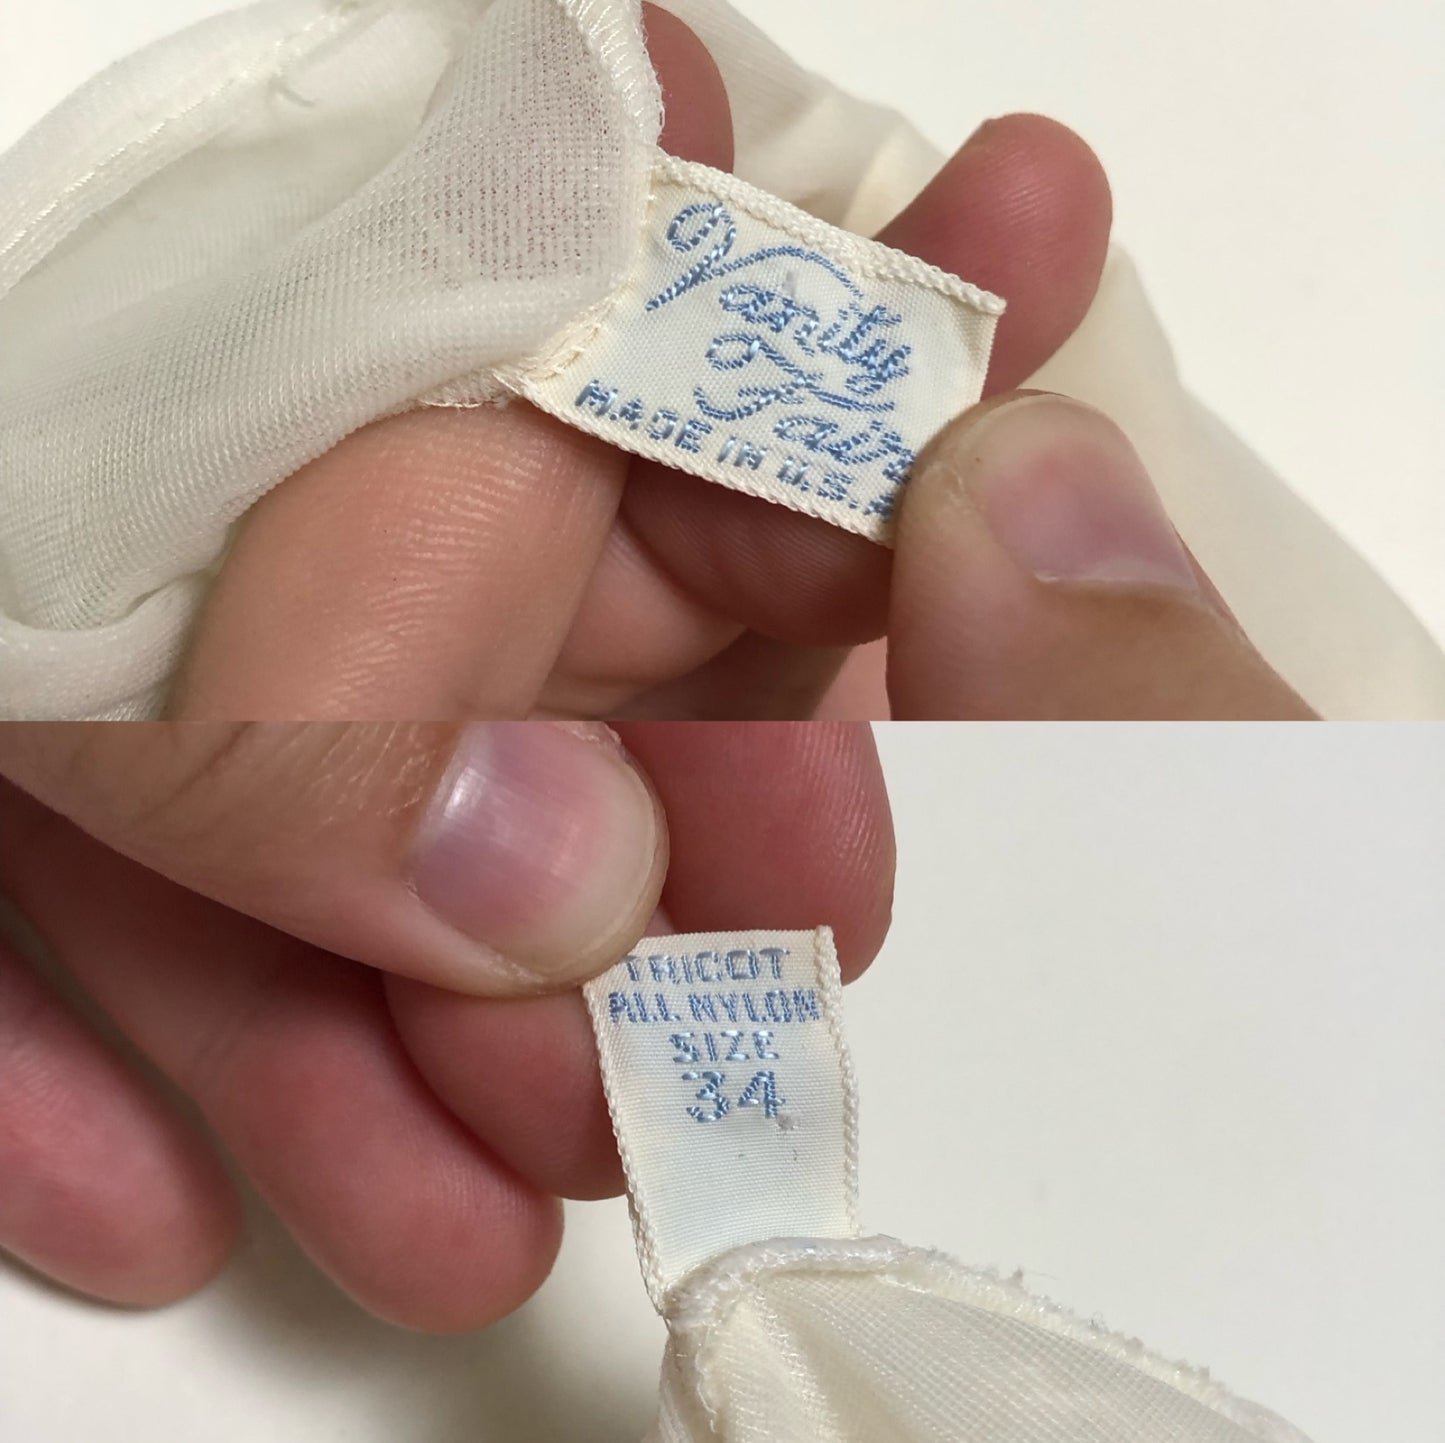 Vanity
Fair
MADE IN U.S.A.
TRICOT
ALL NYLON
SIZE
34